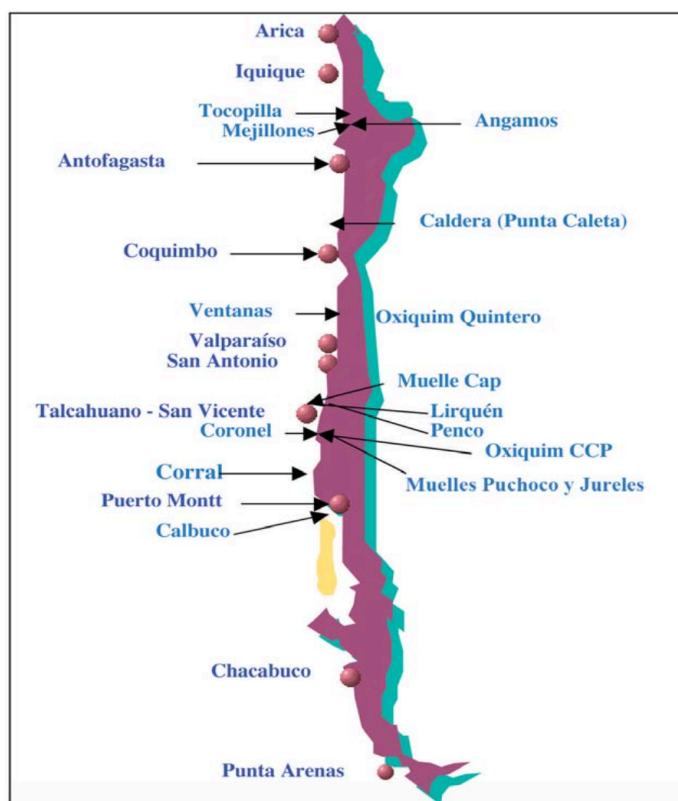 Arica
Iquique
Tocopilla
Mejillones
Angamos
Antofagasta
Caldera (Punta Caleta)
Coquimbo
Ventanas
Oxiquim Quintero
Valparaíso
San Antonio
Muelle Cap
Talcahuano - San Vicente
Lirquén
Coronel
Penco
Oxiquim CCP
Corral
Muelles Puchoco y Jureles
Puerto Montt
Calbuco
Chacabuco
Punta Arenas